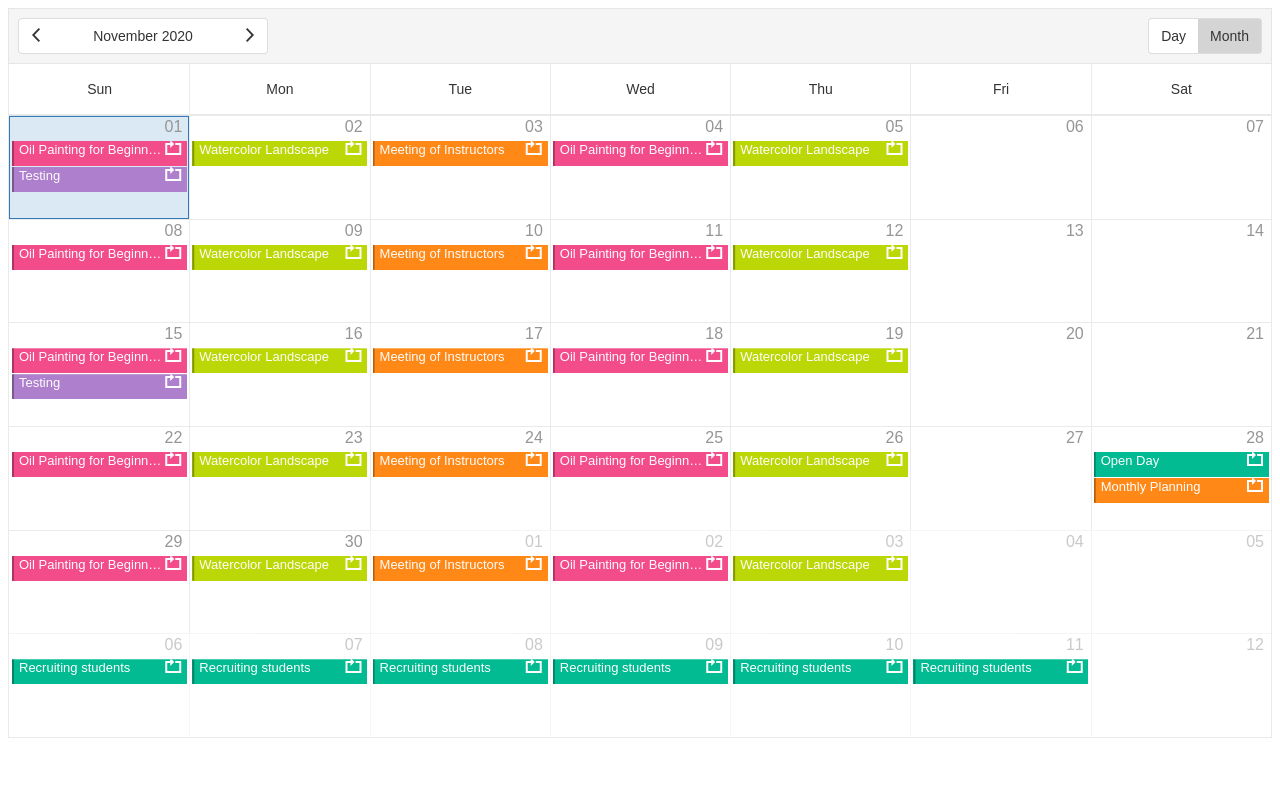 November 2020
Day Month
Sun Mon Tue Wed Thu Fri Sat
01 02 03 04 05 06 07
Oil Painting for Beginn… Watercolor Landscape Meeting of Instructors Oil Painting for Beginn… Watercolor Landscape
Testing
08 09 10 11 12 13 14
Oil Painting for Beginn… Watercolor Landscape Meeting of Instructors Oil Painting for Beginn… Watercolor Landscape
15 16 17 18 19 20 21
Oil Painting for Beginn… Watercolor Landscape Meeting of Instructors Oil Painting for Beginn… Watercolor Landscape
Testing
22 23 24 25 26 27 28
Oil Painting for Beginn… Watercolor Landscape Meeting of Instructors Oil Painting for Beginn… Watercolor Landscape Open Day
Monthly Planning
29 30 01 02 03 04 05
Oil Painting for Beginn… Watercolor Landscape Meeting of Instructors Oil Painting for Beginn… Watercolor Landscape
06 07 08 09 10 11 12
Recruiting students Recruiting students Recruiting students Recruiting students Recruiting students Recruiting students